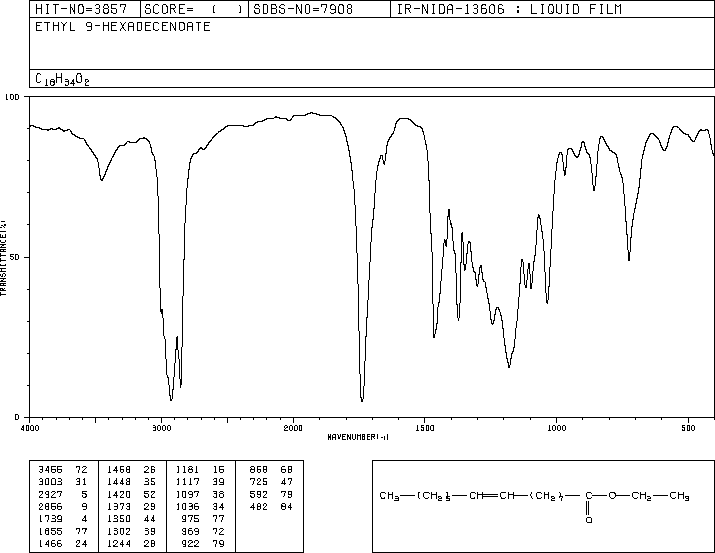 HIT-NO=3857 SCORE= ( ) SDBS-NO=7908 IR-NIDA-13606 : LIQUID FILM
ETHYL 9-HEXADECENOATE
C18H34O2
100
50
0
TRANSMITTANCE(%)
4000 3000 2000 1500 1000 500
WAVENUMBER(-1)
3466 72 1468 26 1181 15 868 68
3003 31 1448 35 1117 39 725 47
2927 5 1420 52 1097 38 592 79
2856 9 1373 29 1036 34 482 84
1739 4 1350 44 975 77
1655 77 1302 39 969 72
1466 24 1244 28 922 79
CH3—(CH2)5—CH=CH—(CH2)7—C—O—CH2—CH3
O